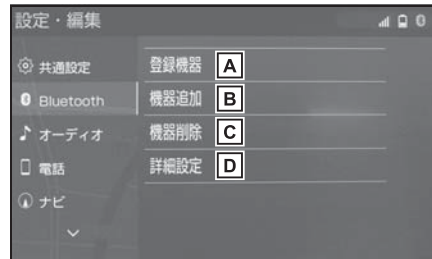 設定・編集
共通設定
Bluetooth
オーディオ
電話
ナビ
登録機器 A
機器追加 B
機器削除 C
詳細設定 D